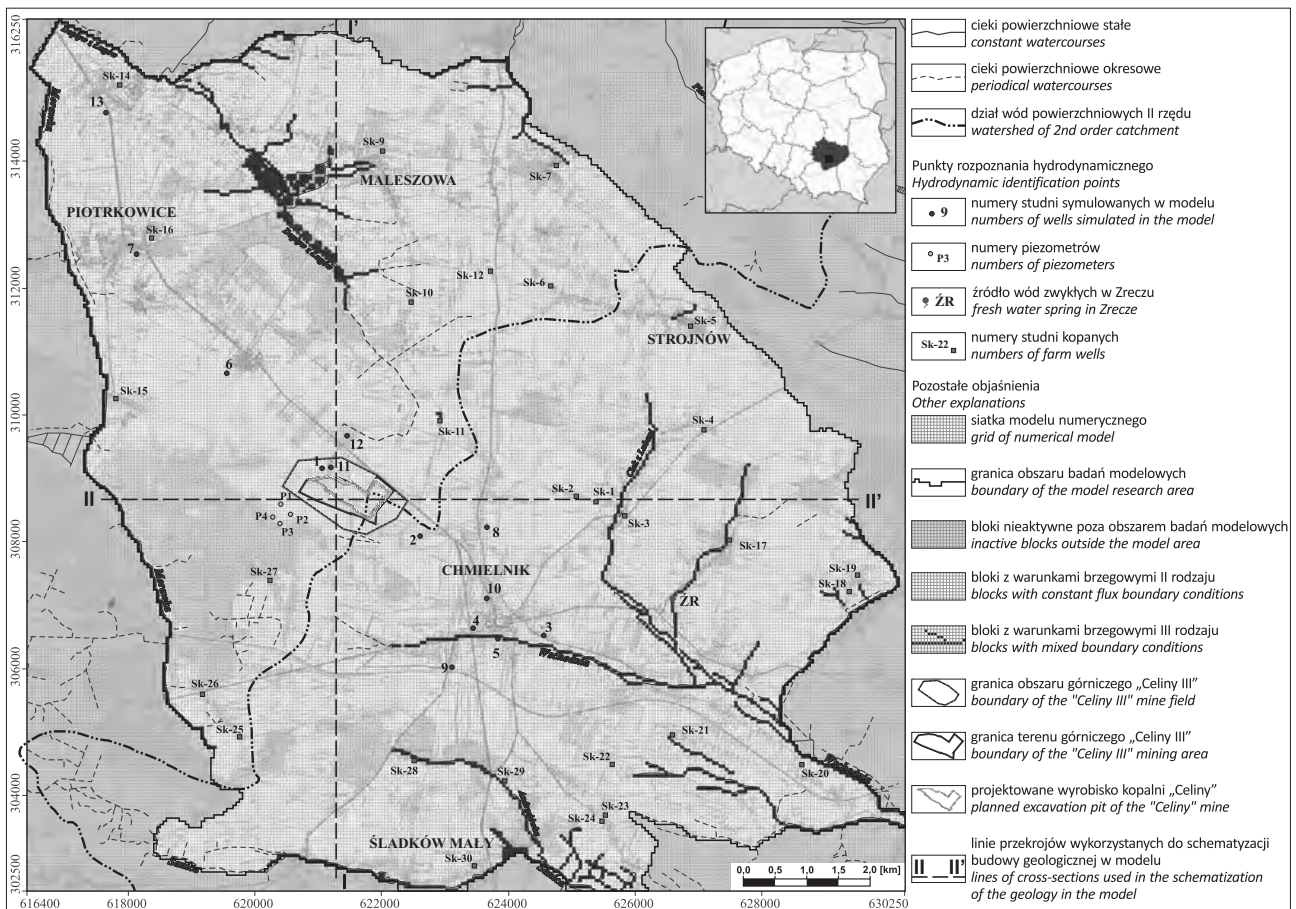 316250
314000
312000
310000
308000
306000
304000
302500
616400
618000
620000
622000
624000
626000
628000
630250
I'
Sk-14
13
Sk-9
MALESZOWA
Sk-7
PIOTRKOWICE
Sk-16
7
Sk-12
Sk-6
Sk-10
Sk-5
STROJNÓW
6
Sk-15
Sk-11
Sk-4
12
1
11
II
II'
P1
P2
P3
P4
Sk-2
Sk-1
Sk-3
2
8
Sk-17
CHMIELNIK
Sk-27
Sk-19
Sk-18
10
ŹR
4
3
5
Wschodnia
9
Sk-26
Sk-25
Sk-21
Sk-22
Sk-20
Sk-28
Sk-29
Sk-23
Sk-24
ŚLADKÓW MAŁY
Sk-30
I
0,0 0,5 1,0 1,5 2,0 [km]
cieki powierzchniowe stałe
constant watercourses
cieki powierzchniowe okresowe
periodical watercourses
dział wód powierzchniowych II rzędu
watershed of 2nd order catchment
Punkty rozpoznania hydrodynamicznego
Hydrodynamic identification points
9
numery studni symulowanych w modelu
numbers of wells simulated in the model
P3
numery piezometrów
numbers of piezometers
ŹR
źródło wód zwykłych w Zreczu
fresh water spring in Zrecze
Sk-22
numery studni kopanych
numbers of farm wells
Pozostałe objaśnienia
Other explanations
siatka modelu numerycznego
grid of numerical model
granica obszaru badań modelowych
boundary of the model research area
bloki nieaktywne poza obszarem badań modelowych
inactive blocks outside the model area
bloki z warunkami brzegowymi II rodzaju
blocks with constant flux boundary conditions
bloki z warunkami brzegowymi III rodzaju
blocks with mixed boundary conditions
granica obszaru górniczego „Celiny III”
boundary of the "Celiny III" mine field
granica terenu górniczego „Celiny III”
boundary of the "Celiny III" mining area
projektowane wyrobisko kopalni „Celiny”
planned excavation pit of the "Celiny" mine
II II'
linie przekrojów wykorzystanych do schematyzacji
budowy geologicznej w modelu
lines of cross-sections used in the schematization
of the geology in the model